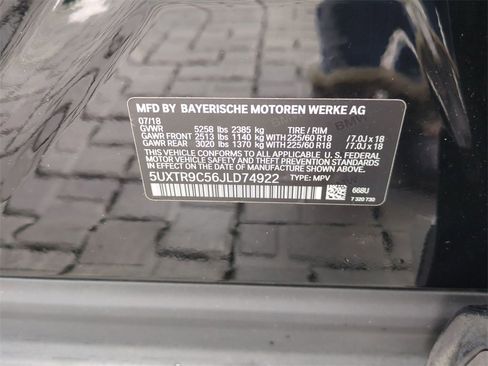 MFD BY BAYERISCHE MOTOREN WERKE AG
07/18
GVWR 5258 lbs 2385 kg TIRE / RIM
GAWR FRONT 2513 lbs 1140 kg WITH 225/60 R18 /7.0J x 18
GAWR REAR 3020 lbs 1370 kg WITH 225/60 R18 /7.0J x 18
THIS VEHICLE CONFORMS TO ALL APPLICABLE U.S. FEDERAL
MOTOR VEHICLE SAFETY STANDARDS IN EFFECT ON
THE DATE OF MANUFACTURE SHOWN ABOVE.
5UXTR9C56JLD74922 TYPE: MPV
668U
7 320 730